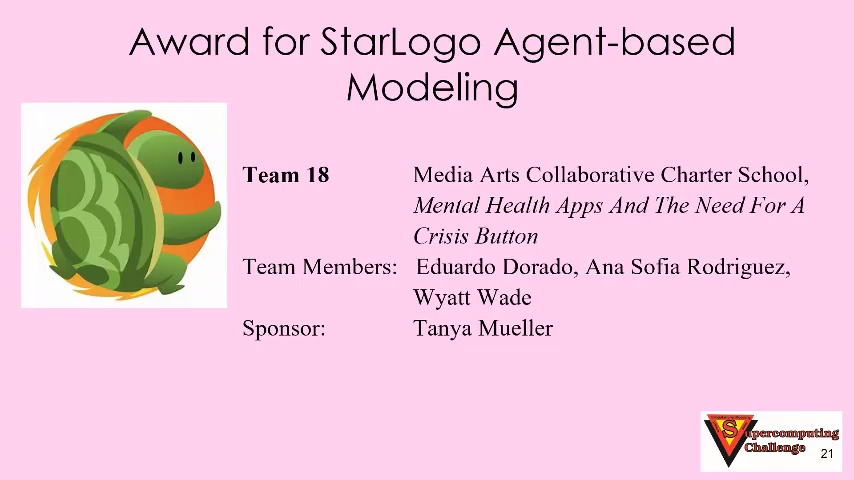 Award for StarLogo Agent-based
Modeling
Team 18 Media Arts Collaborative Charter School,
Mental Health Apps And The Need For A
Crisis Button
Team Members: Eduardo Dorado, Ana Sofia Rodriguez,
Wyatt Wade
Sponsor: Tanya Mueller
Supercomputing
Challenge
21